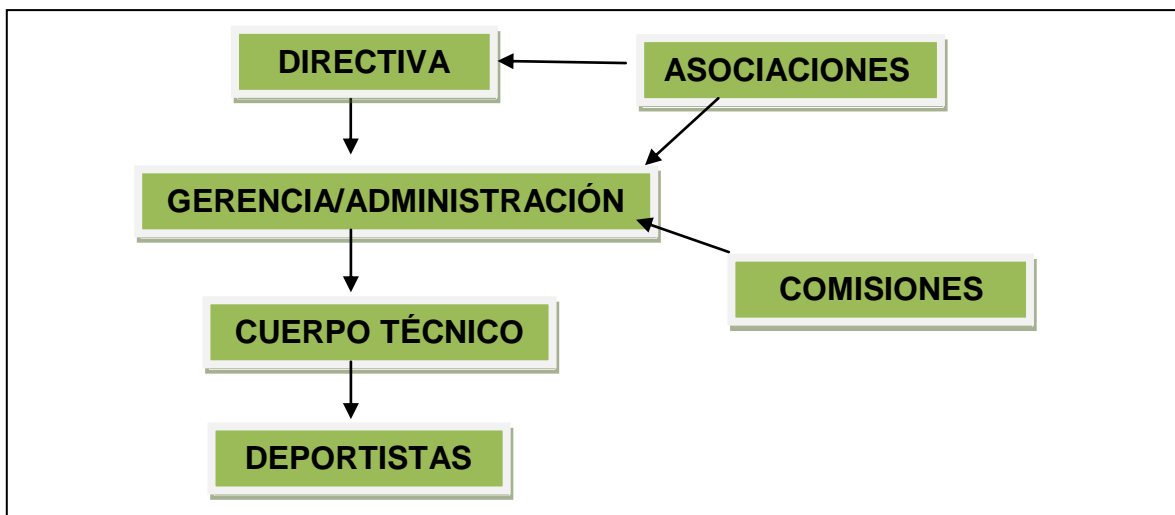 DIRECTIVA
ASOCIACIONES
GERENCIA/ADMINISTRACIÓN
COMISIONES
CUERPO TÉCNICO
DEPORTISTAS